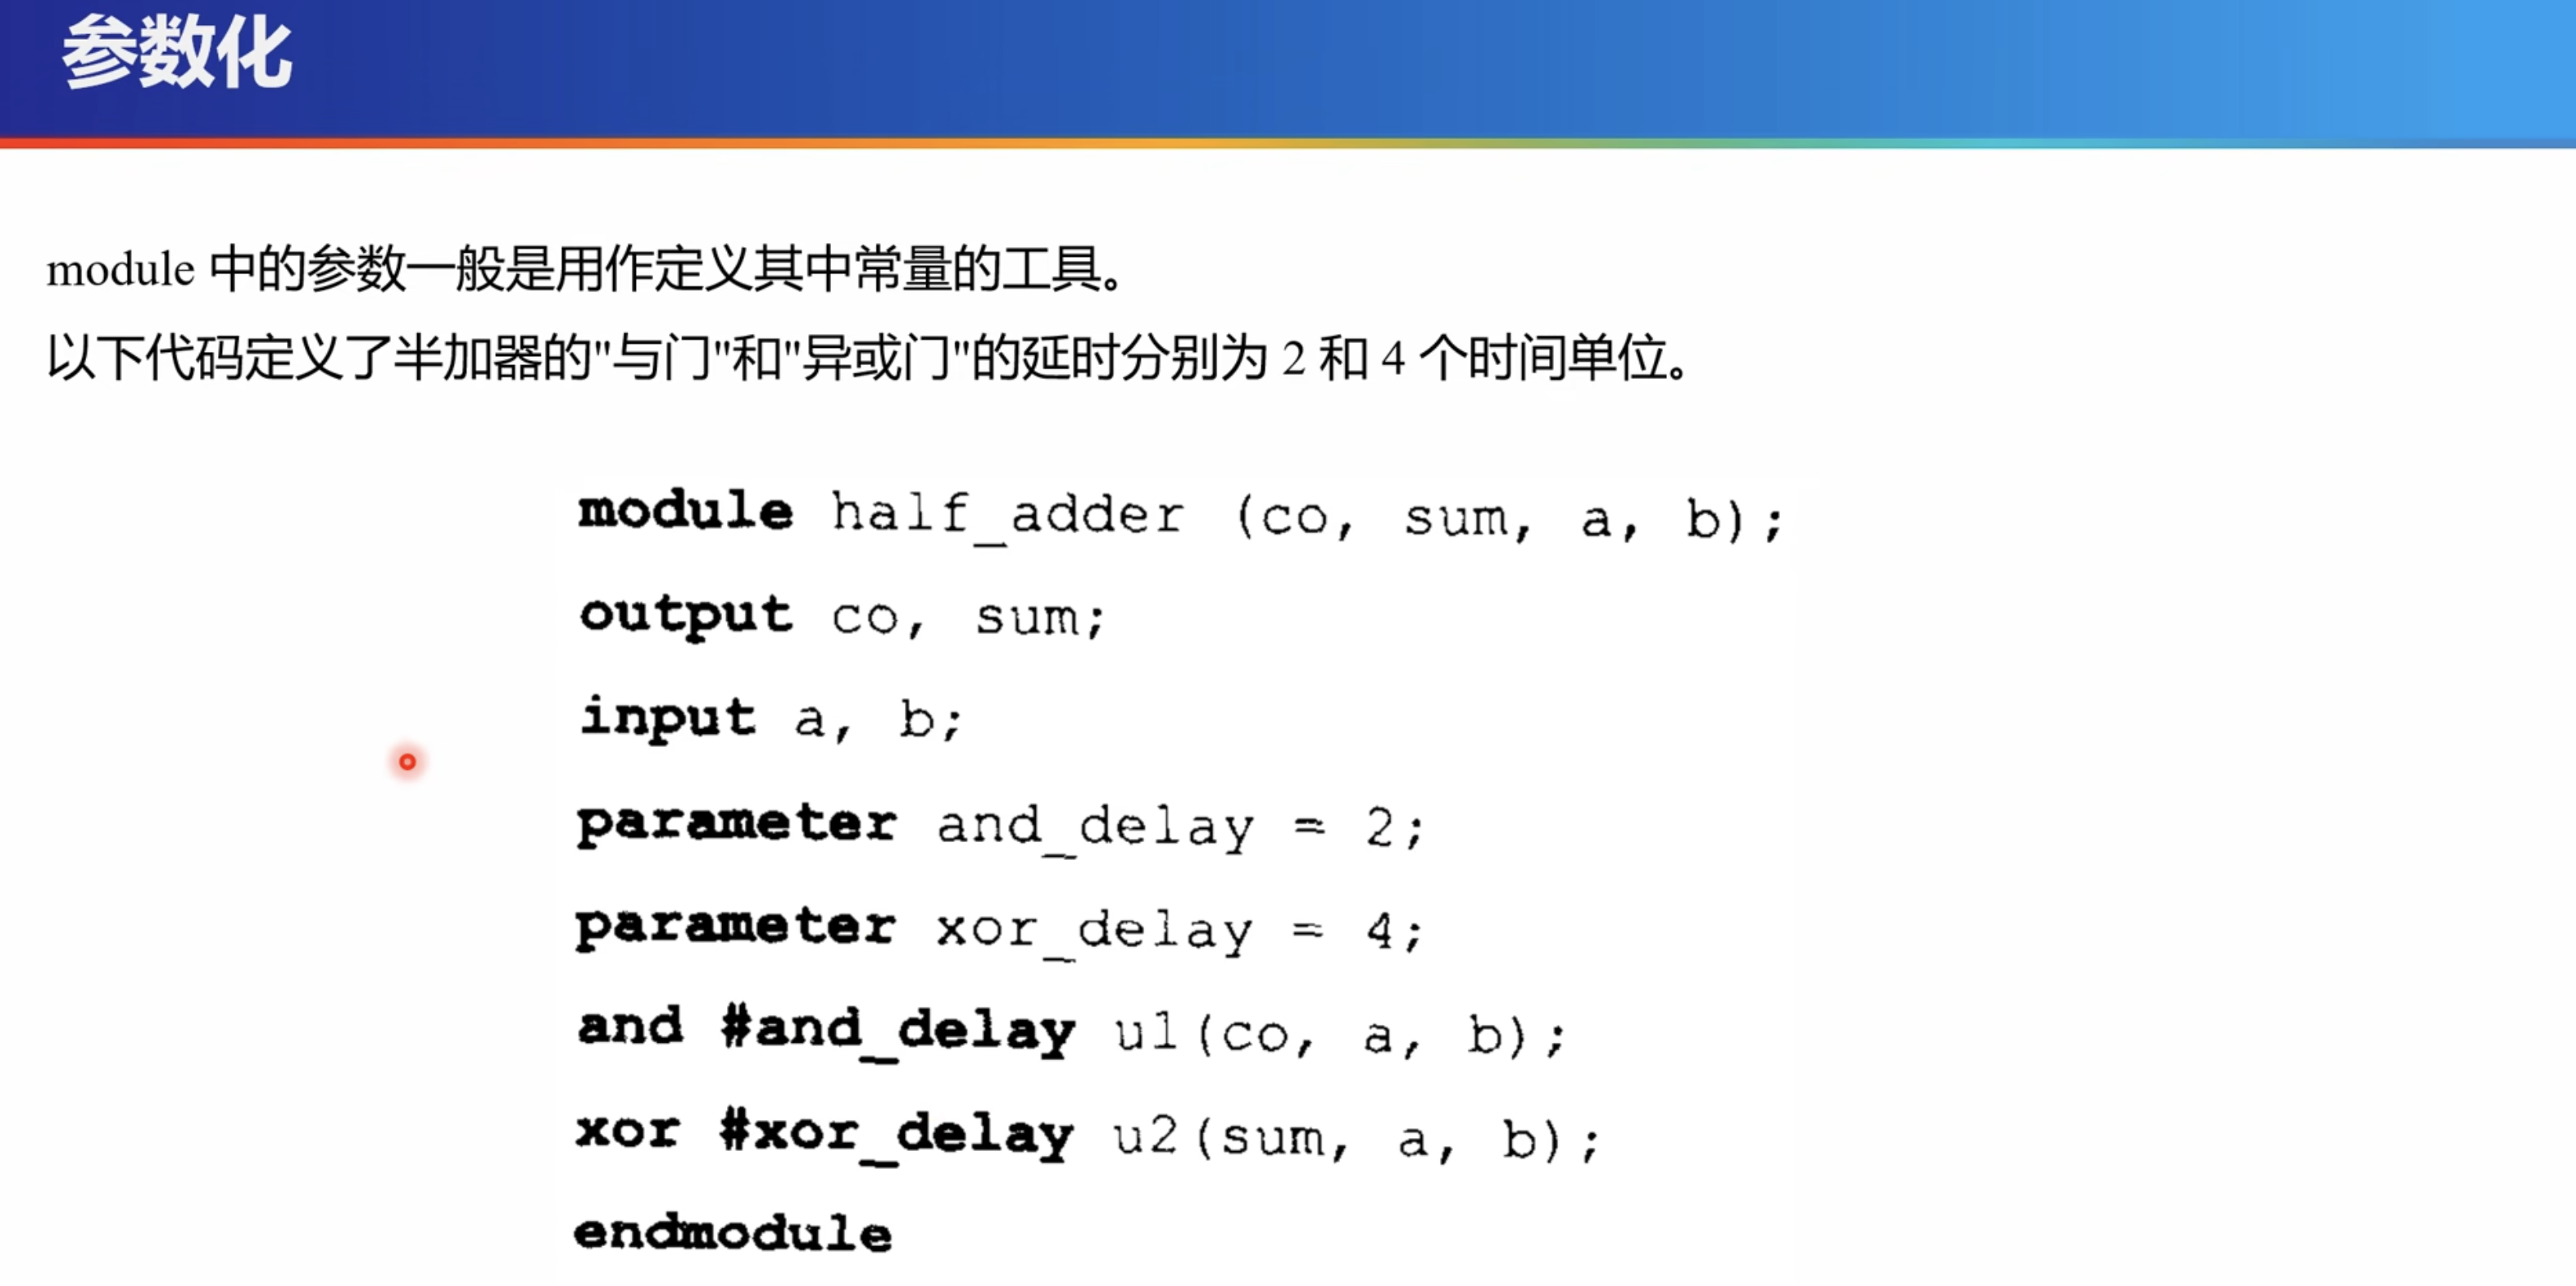 参数化
module 中的参数一般是用作定义其中常量的工具。
以下代码定义了半加器的"与门"和"异或门"的延时分别为 2 和 4 个时间单位。
module half_adder (co, sum, a, b);
output co, sum;
input a, b;
parameter and_delay = 2;
parameter xor_delay = 4;
and #and_delay u1(co, a, b);
xor #xor_delay u2(sum, a, b);
endmodule